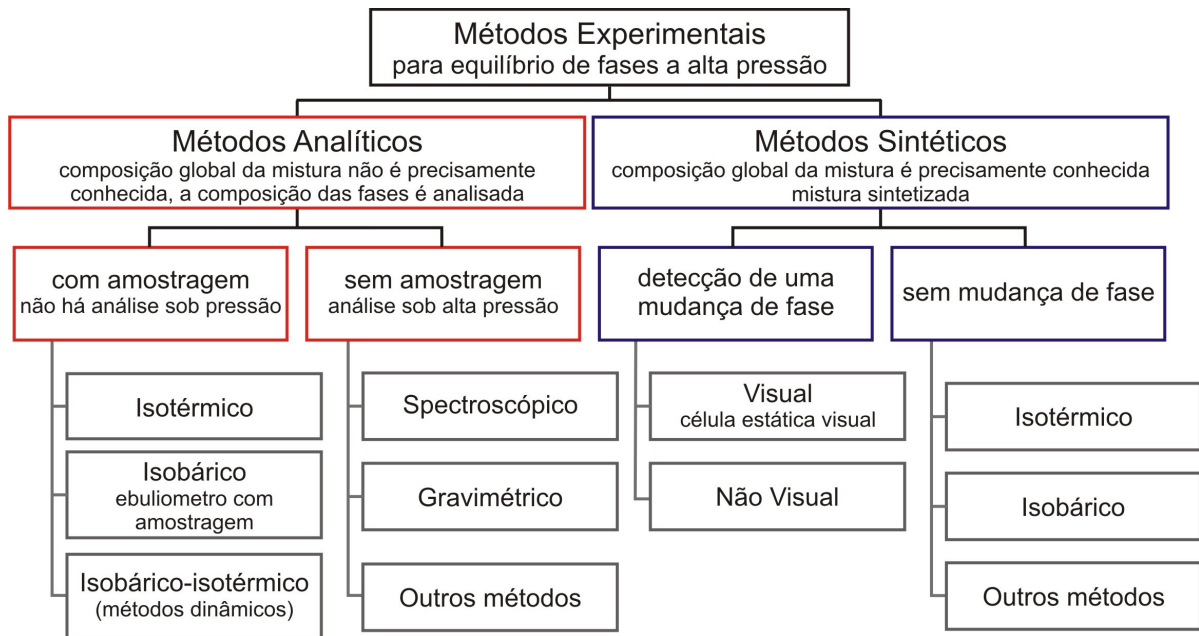 Métodos Experimentais
para equilíbrio de fases a alta pressão
Métodos Analíticos
composição global da mistura não é precisamente
conhecida, a composição das fases é analisada
Métodos Sintéticos
composição global da mistura é precisamente conhecida
mistura sintetizada
com amostragem
não há análise sob pressão
sem amostragem
análise sob alta pressão
detecção de uma
mudança de fase
sem mudança de fase
Isotérmico
Isobárico
ebuliometro com
amostragem
Isobárico-isotérmico
(métodos dinâmicos)
Spectroscópico
Gravimétrico
Outros métodos
Visual
célula estática visual
Não Visual
Isotérmico
Isobárico
Outros métodos